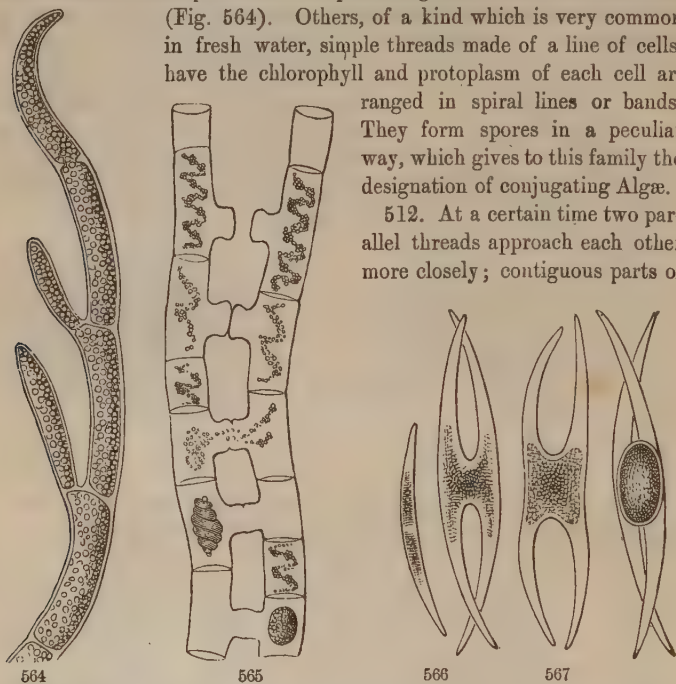 (Fig. 564). Others, of a kind which is very common
in fresh water, simple threads made of a line of cells
have the chlorophyll and protoplasm of each cell ar
ranged in spiral lines or bands
They form spores in a peculia
way, which gives to this family the
designation of conjugating Algæ.
512. At a certain time two par
allel threads approach each othe
more closely; contiguous parts o
564 565 566 567